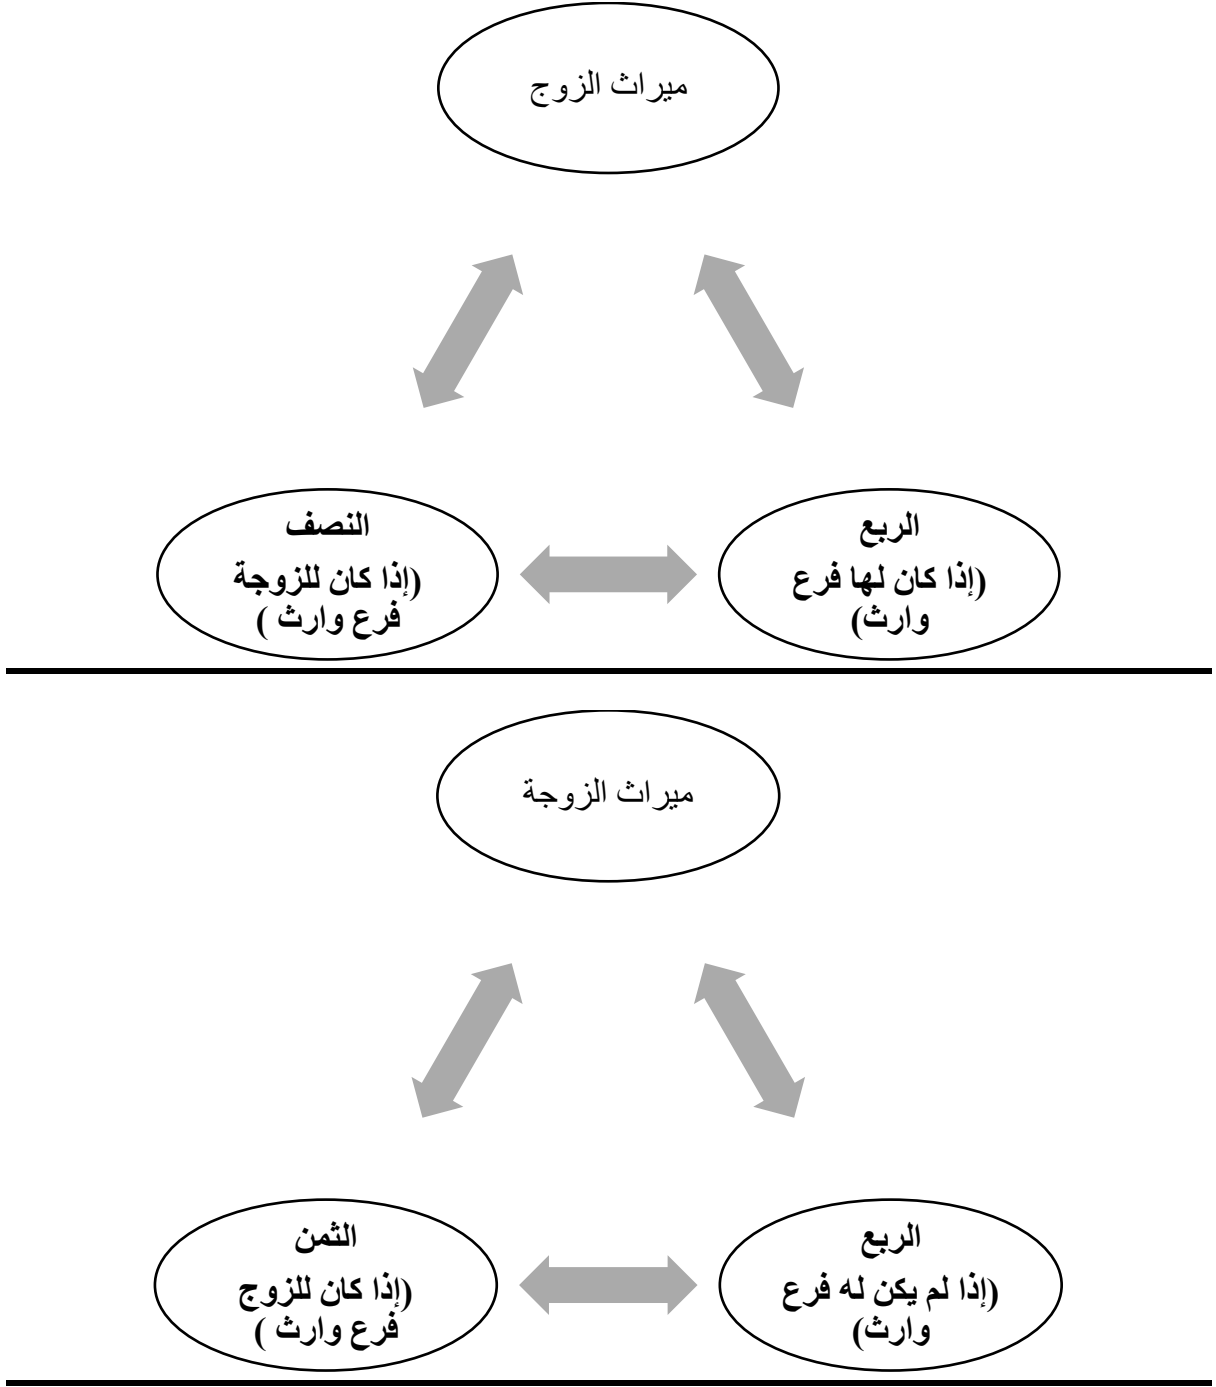 ميراث الزوج
الربع
(إذا كان لها فرع
وارث)
النصف
(إذا كان للزوجة
فرع وارث )
ميراث الزوجة
الربع
(إذا لم يكن له فرع
وارث)
الثمن
(إذا كان للزوج
فرع وارث )